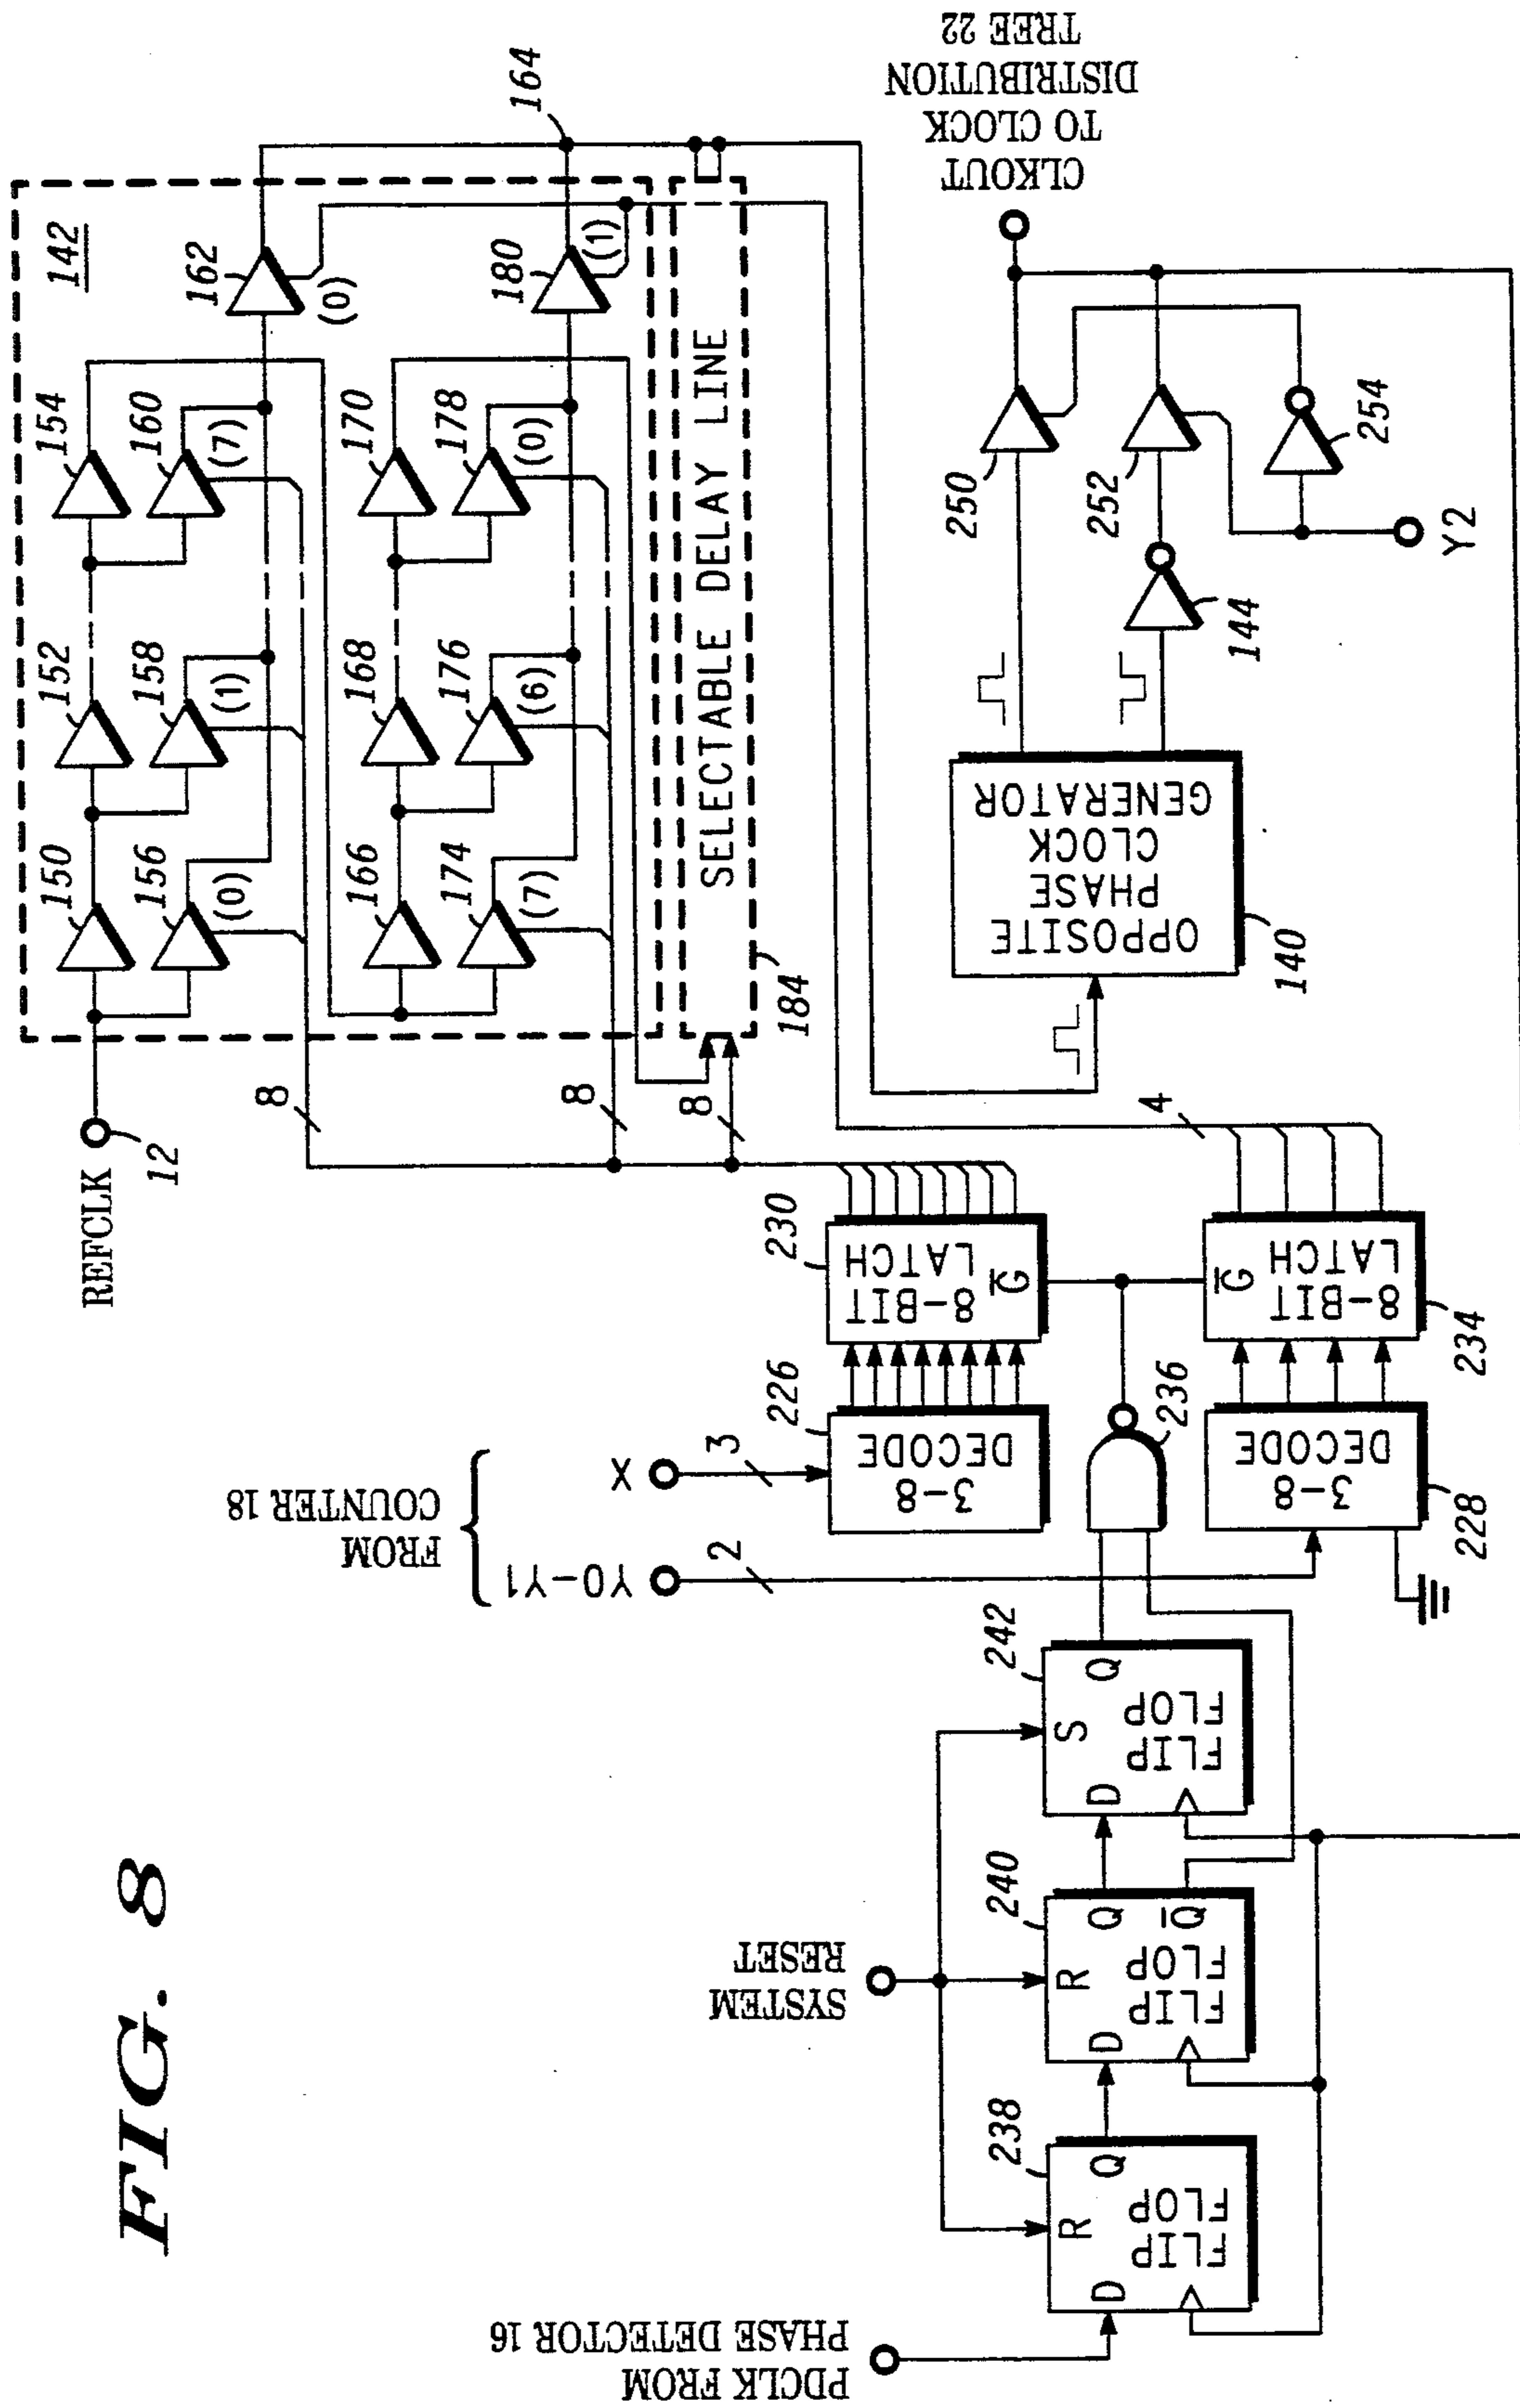 FIG. 8
REFCLK
12
142
150
152
154
156
(0)
158
(1)
160
(7)
162
(0)
164
166
168
170
174
(7)
176
(6)
178
(0)
180
(1)
SELECTABLE DELAY LINE
184
8
8
8
FROM
COUNTER 18
Y0-Y1
X
2
3
226
3-8
DECODE
230
8-BIT
LATCH
G
228
3-8
DECODE
234
8-BIT
LATCH
G
4
236
SYSTEM
RESET
PDCLK FROM
PHASE DETECTOR 16
238
R
D
Q
FLIP
FLOP
240
R
D
Q
Q
FLIP
FLOP
242
S
D
Q
FLIP
FLOP
OPPOSITE
PHASE
CLOCK
GENERATOR
140
144
250
252
254
Y2
CLKOUT
TO CLOCK
DISTRIBUTION
TREE 22